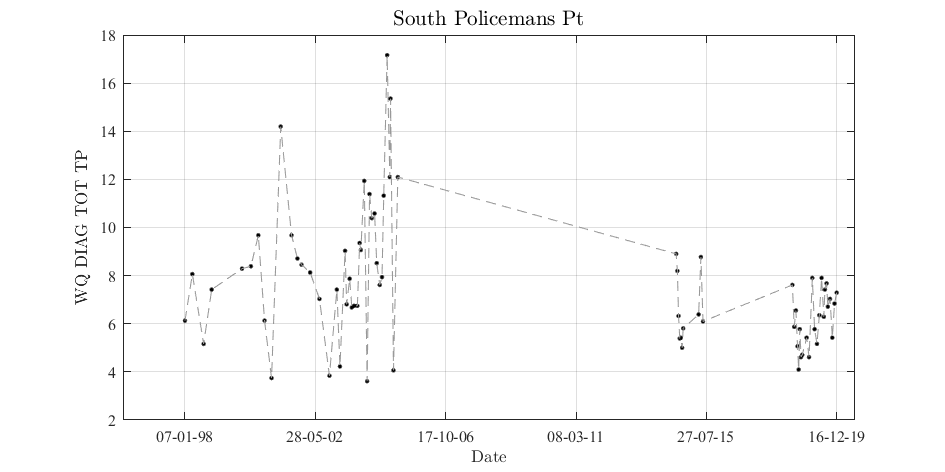 South Policemans Pt
WQ DIAG TOT TP
18
16
14
12
10
8
6
4
2
07-01-98 28-05-02 17-10-06 08-03-11 27-07-15 16-12-19
Date